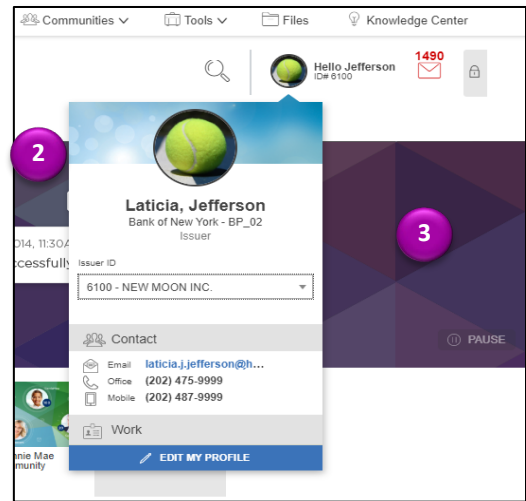 Communities Tools Files Knowledge Center
1490
Hello Jefferson
ID# 6100
2
Laticia, Jefferson
Bank of New York - BP_02
Issuer
3
014, 11:30A
ccessfully
Issuer ID
6100 - NEW MOON INC.
PAUSE
Contact
Email laticia.j.jefferson@h...
Office (202) 475-9999
Mobile (202) 487-9999
Work
nnie Mae
munity
EDIT MY PROFILE